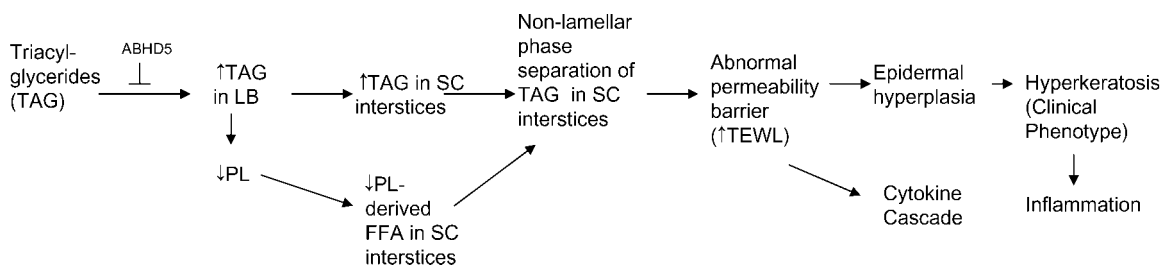 Triacyl-
glycerides
(TAG)
ABHD5
↑TAG
in LB
↓PL
↑TAG in SC
interstices
↓PL-
derived
FFA in SC
interstices
Non-lamellar
phase
separation of
TAG in SC
interstices
Abnormal
permeability
barrier
(↑TEWL)
Epidermal
hyperplasia
Cytokine
Cascade
Hyperkeratosis
(Clinical
Phenotype)
Inflammation